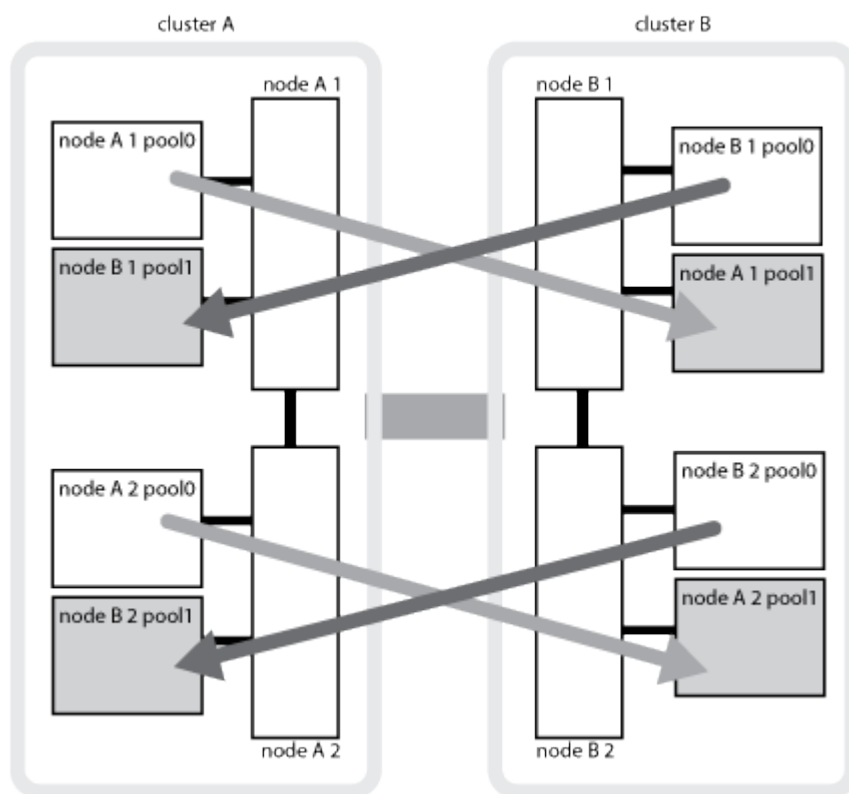 cluster A
cluster B
node A 1
node B 1
node A 1 pool0
node B 1 pool0
node B 1 pool1
node A 1 pool1
node A 2 pool0
node B 2 pool0
node B 2 pool1
node A 2 pool1
node A 2
node B 2